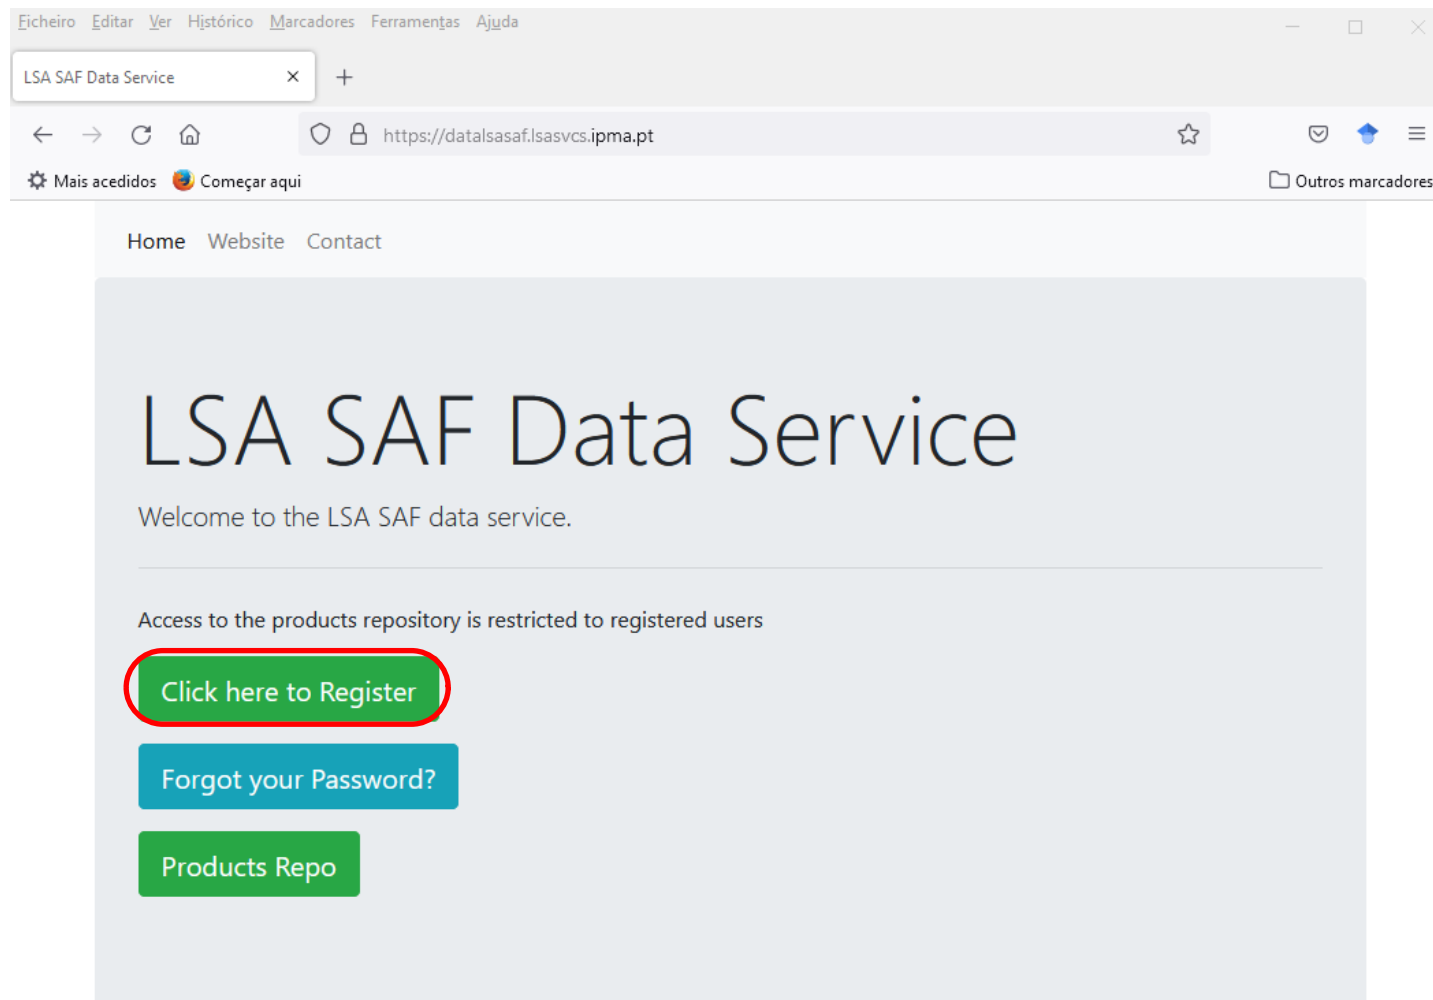 Ficheiro Editar Ver Histórico Marcadores Ferramentas Ajuda
LSA SAF Data Service
https://datalsasaf.lsasvcs.ipma.pt
Mais acedidos Começar aqui Outros marcadores
Home Website Contact
LSA SAF Data Service
Welcome to the LSA SAF data service.
Access to the products repository is restricted to registered users
Click here to Register
Forgot your Password?
Products Repo